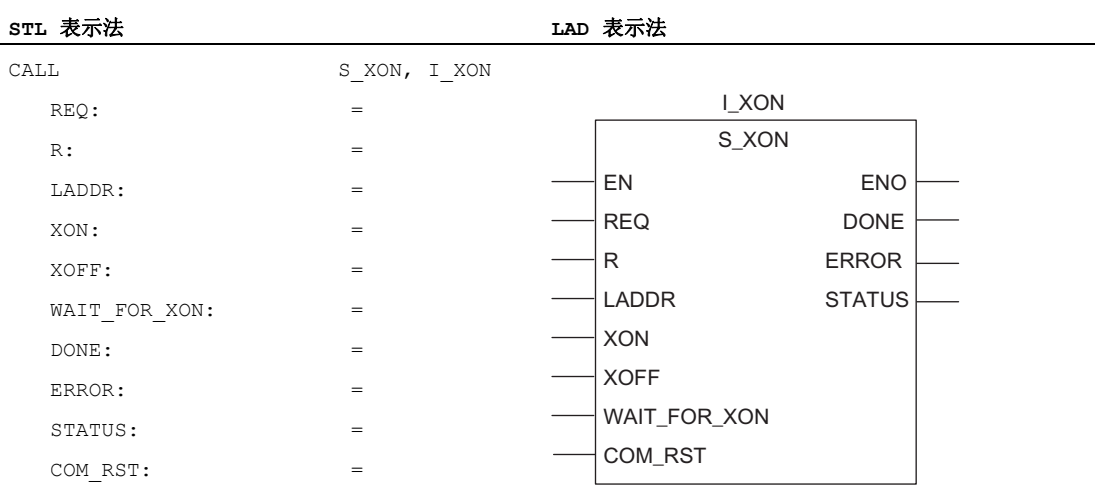 STL 表示法
CALL S_XON, I_XON
REQ: =
R: =
LADDR: =
XON: =
XOFF: =
WAIT_FOR_XON: =
DONE: =
ERROR: =
STATUS: =
COM_RST: =
LAD 表示法
I_XON
S_XON
EN ENO
REQ DONE
R ERROR
LADDR STATUS
XON
XOFF
WAIT_FOR_XON
COM_RST